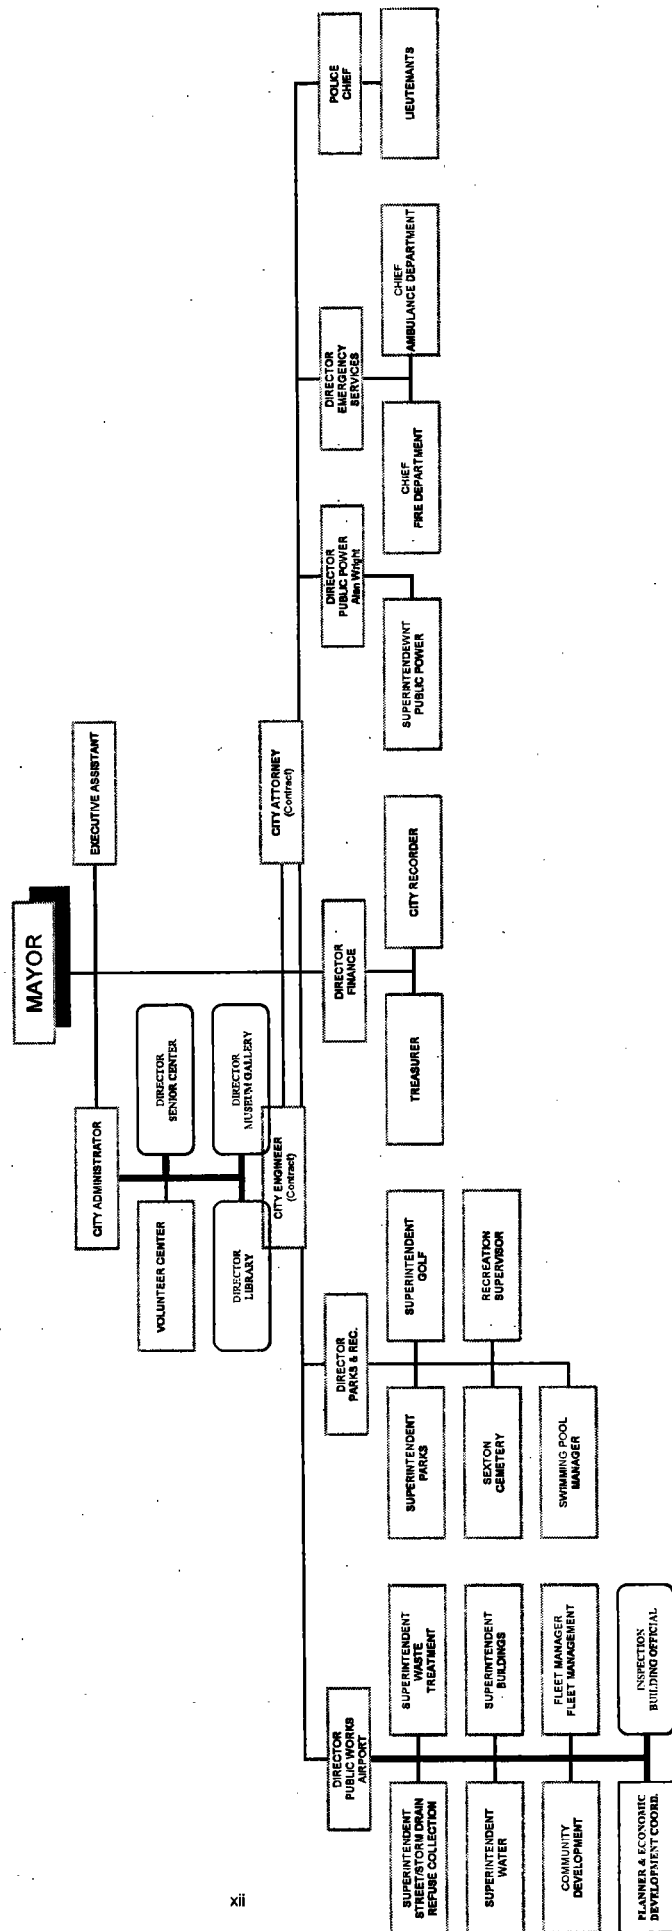 MAYOR
CITY ADMINISTRATOR
EXECUTIVE ASSISTANT
VOLUNTEER CENTER
DIRECTOR
SENIOR CENTER
DIRECTOR
LIBRARY
DIRECTOR
MUSEUM GALLERY
CITY ENGINEER
(Contract)
CITY ATTORNEY
(Contract)
DIRECTOR
PUBLIC WORKS
AIRPORT
DIRECTOR
PARKS & REC.
DIRECTOR
FINANCE
DIRECTOR
PUBLIC POWER
Alan Wright
DIRECTOR
EMERGENCY
SERVICES
POLICE
CHIEF
SUPERINTENDENT
STREET/STORM DRAIN
REFUSE COLLECTION
SUPERINTENDENT
WASTE
TREATMENT
SUPERINTENDENT
WATER
SUPERINTENDENT
BUILDINGS
COMMUNITY
DEVELOPMENT
FLEET MANAGER
FLEET MANAGEMENT
PLANNER & ECONOMIC
DEVELOPMENT COORD.
INSPECTION
BUILDING OFFICIAL
SUPERINTENDENT
PARKS
SUPERINTENDENT
GOLF
SEXTON
CEMETERY
RECREATION
SUPERVISOR
SWIMMING POOL
MANAGER
TREASURER
CITY RECORDER
SUPERINTENDEWNT
PUBLIC POWER
CHIEF
FIRE DEPARTMENT
CHIEF
AMBULANCE DEPARTMENT
LIEUTENANTS
xii